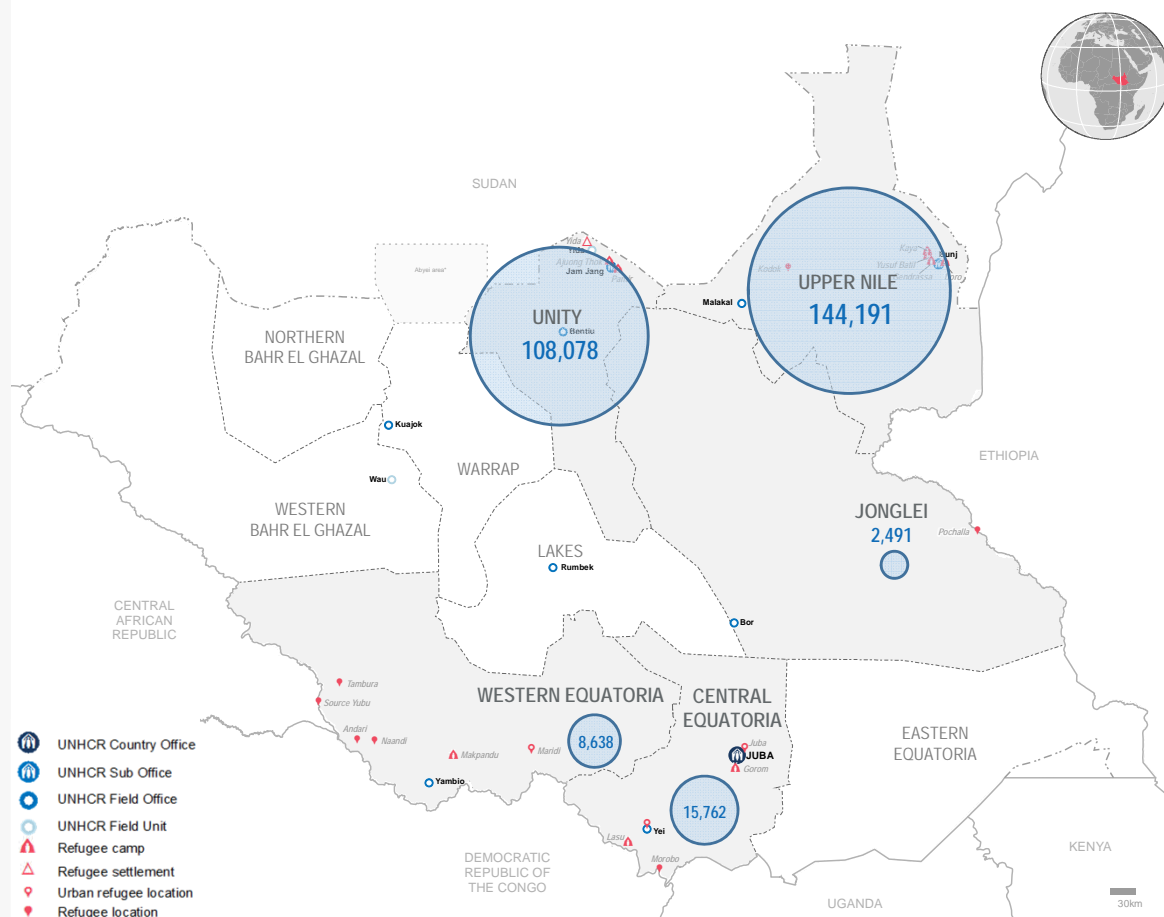 SUDAN
Yida
Yida
Ajuong Thok
Jam Jang
Pamir
Abyei area*
Kaya
Bunj
Yusuf Batil
Gendrassa
Doro
Kodok
UPPER NILE
144,191
Malakal
UNITY
Bentiu
108,078
NORTHERN
BAHR EL GHAZAL
Kuajok
WARRAP
Wau
ETHIOPIA
WESTERN
BAHR EL GHAZAL
JONGLEI
2,491
Pochalla
LAKES
Rumbek
CENTRAL
AFRICAN
REPUBLIC
Bor
Tambura
Source Yubu
WESTERN EQUATORIA
8,638
CENTRAL
EQUATORIA
Andari
Naandi
Makpandu
Maridi
Juba
JUBA
Gorom
EASTERN
EQUATORIA
Yambio
15,762
Yei
Lasu
Morobo
DEMOCRATIC
REPUBLIC OF
THE CONGO
KENYA
UGANDA
30km
UNHCR Country Office
UNHCR Sub Office
UNHCR Field Office
UNHCR Field Unit
Refugee camp
Refugee settlement
Urban refugee location
Refugee location